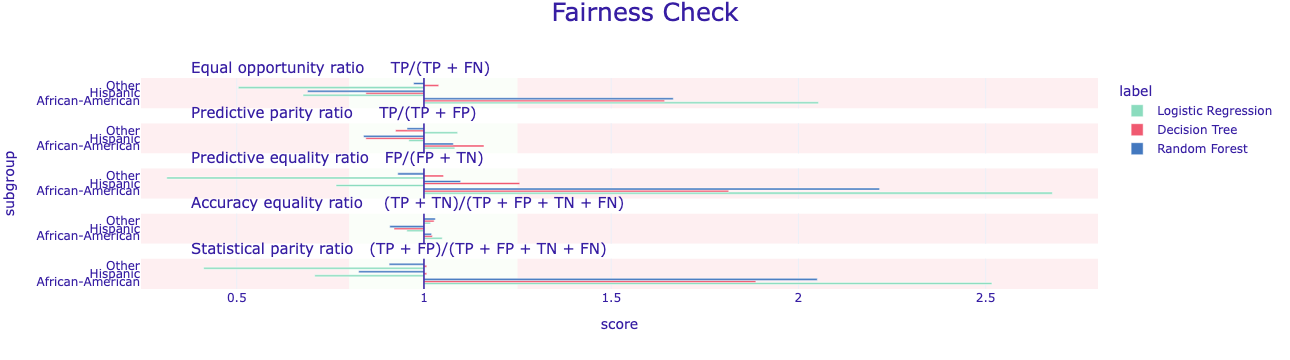 Fairness Check
Equal opportunity ratio TP/(TP + FN)
Other
Hispanic
African-American
Predictive parity ratio TP/(TP + FP)
Other
Hispanic
African-American
Predictive equality ratio FP/(FP + TN)
Other
Hispanic
African-American
Accuracy equality ratio (TP + TN)/(TP + FP + TN + FN)
Other
Hispanic
African-American
Statistical parity ratio (TP + FP)/(TP + FP + TN + FN)
Other
Hispanic
African-American
subgroup
0.5 1 1.5 2 2.5
score
label
Logistic Regression
Decision Tree
Random Forest